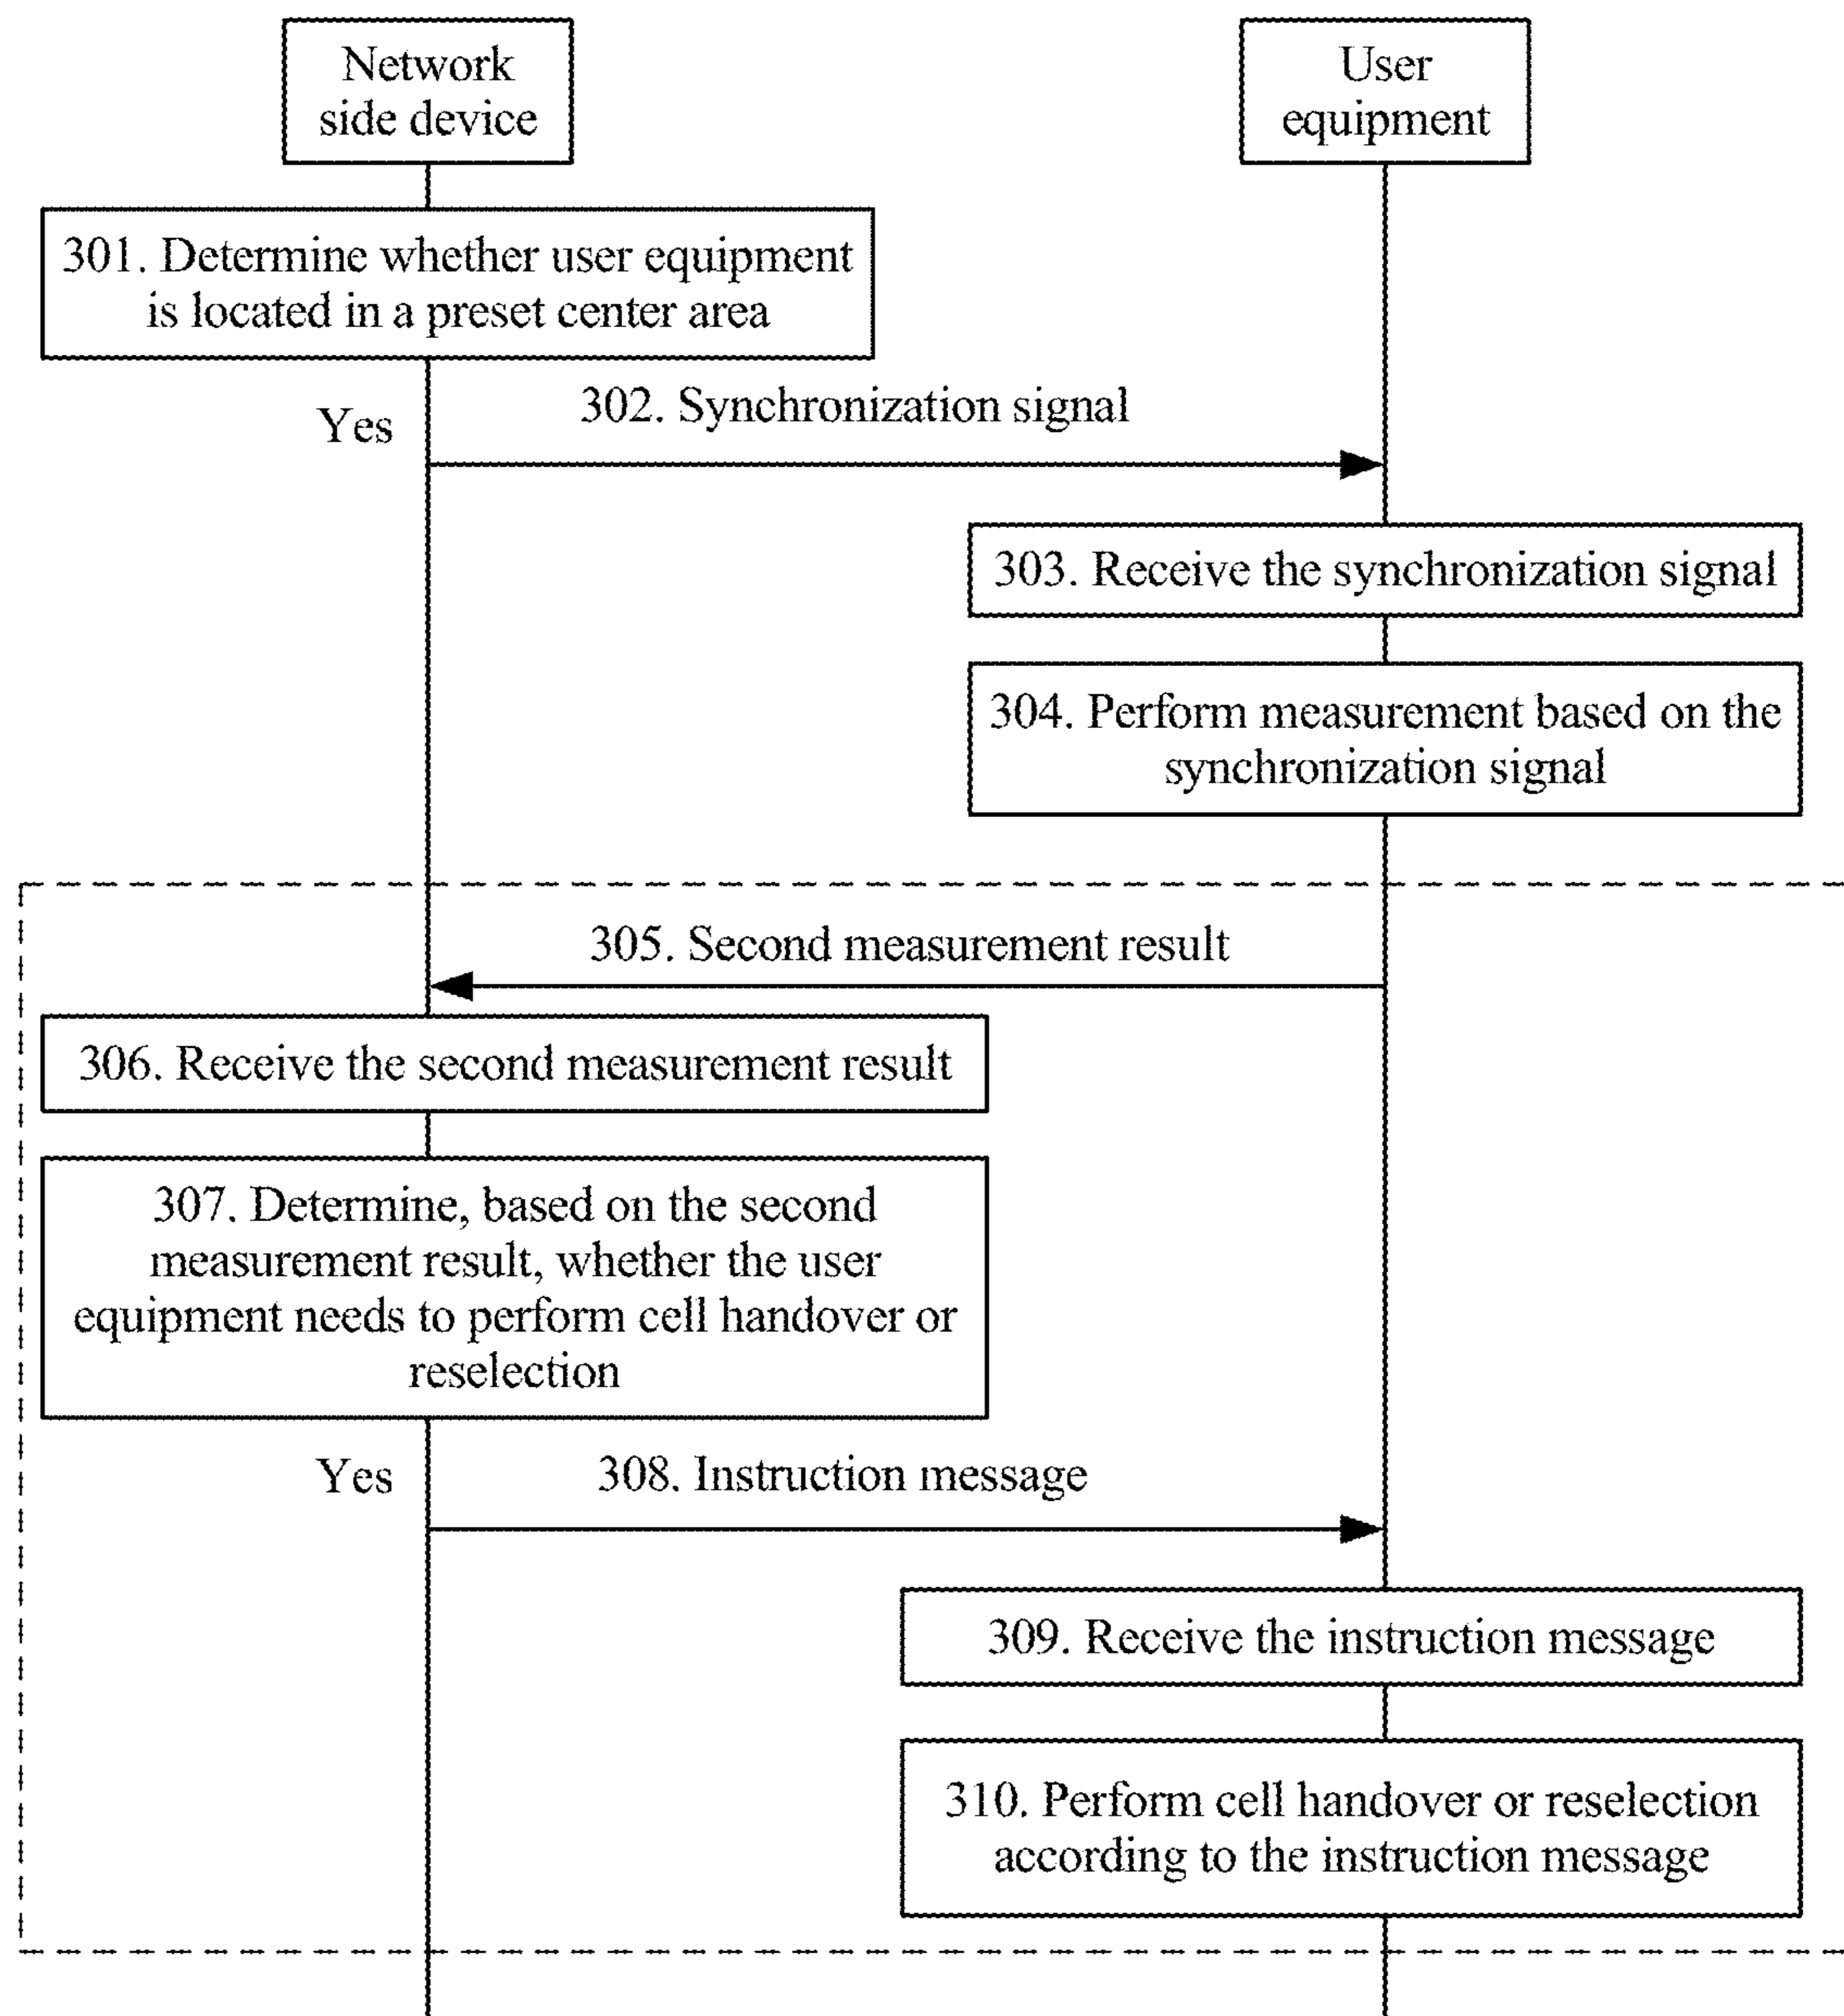 Network
side device
User
equipment
301. Determine whether user equipment
is located in a preset center area
Yes
302. Synchronization signal
303. Receive the synchronization signal
304. Perform measurement based on the
synchronization signal
305. Second measurement result
306. Receive the second measurement result
307. Determine, based on the second
measurement result, whether the user
equipment needs to perform cell handover or
reselection
Yes
308. Instruction message
309. Receive the instruction message
310. Perform cell handover or reselection
according to the instruction message